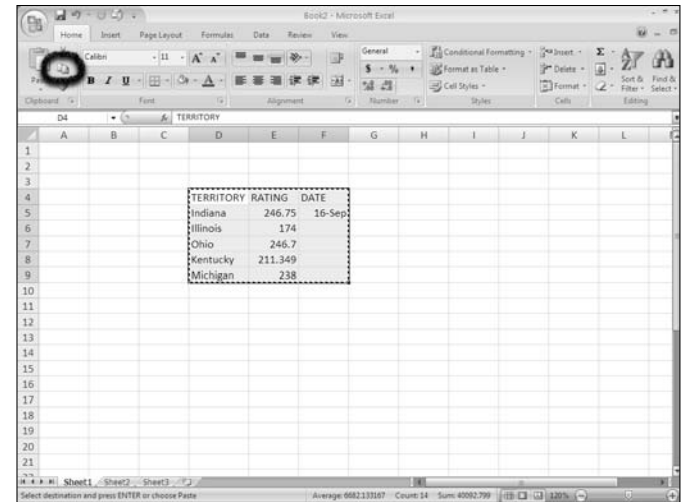 Book2 - Microsoft Excel
Home Insert Page Layout Formulas Data Review View
Calibri 11 A A General Conditional Formatting Insert Σ
B I U A $ % , Format as Table Delete Sort & Find &
Cell Styles Format Filter Select
Clipboard Font Alignment Number Styles Cells Editing
D4 fx TERRITORY
A B C D E F G H I J K L
1
2
3
4 TERRITORY RATING DATE
5 Indiana 246.75 16-Sep
6 Illinois 174
7 Ohio 246.7
8 Kentucky 211.349
9 Michigan 238
10
11
12
13
14
15
16
17
18
19
20
21
Sheet1 Sheet2 Sheet3
Select destination and press ENTER or choose Paste Average: 6682.133167 Count: 14 Sum: 40092.799 120%